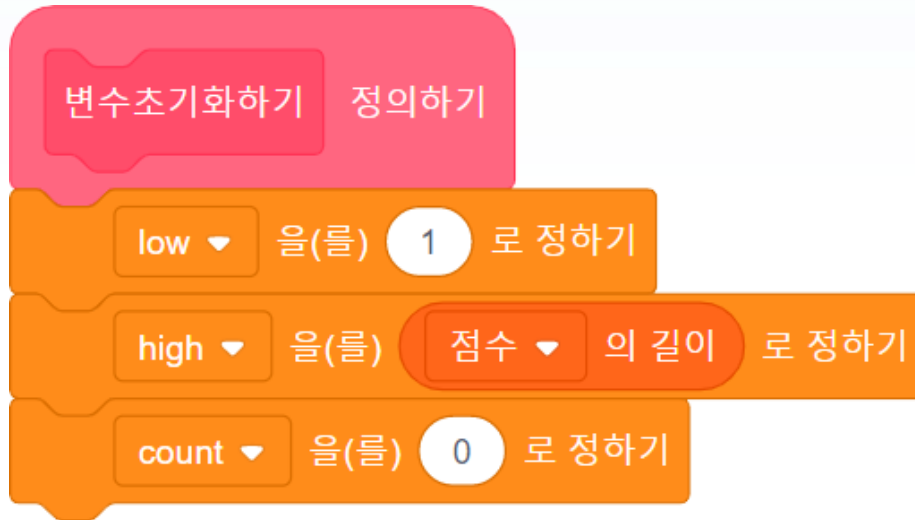 변수초기화하기 정의하기
low 을(를) 1 로 정하기
high 을(를) 점수 의 길이 로 정하기
count 을(를) 0 로 정하기